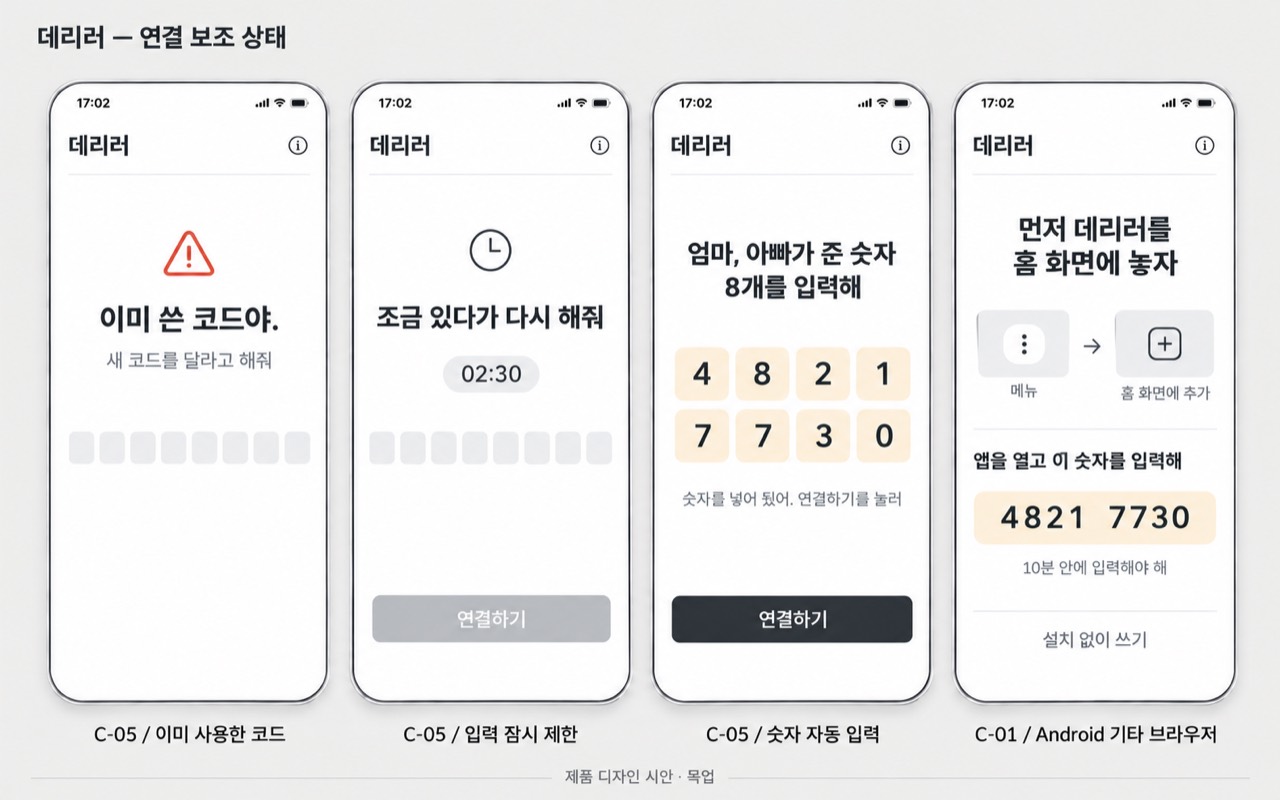 데리러 — 연결 보조 상태
17:02
데리러
이미 쓴 코드야.
새 코드를 달라고 해줘
C-05 / 이미 사용한 코드
17:02
데리러
조금 있다가 다시 해줘
02:30
연결하기
C-05 / 입력 잠시 제한
17:02
데리러
엄마, 아빠가 준 숫자
8개를 입력해
4 8 2 1
7 7 3 0
숫자를 넣어 뒀어. 연결하기를 눌러
연결하기
C-05 / 숫자 자동 입력
17:02
데리러
먼저 데리러를
홈 화면에 놓자
메뉴
홈 화면에 추가
앱을 열고 이 숫자를 입력해
4821 7730
10분 안에 입력해야 해
설치 없이 쓰기
C-01 / Android 기타 브라우저
제품 디자인 시안 · 목업